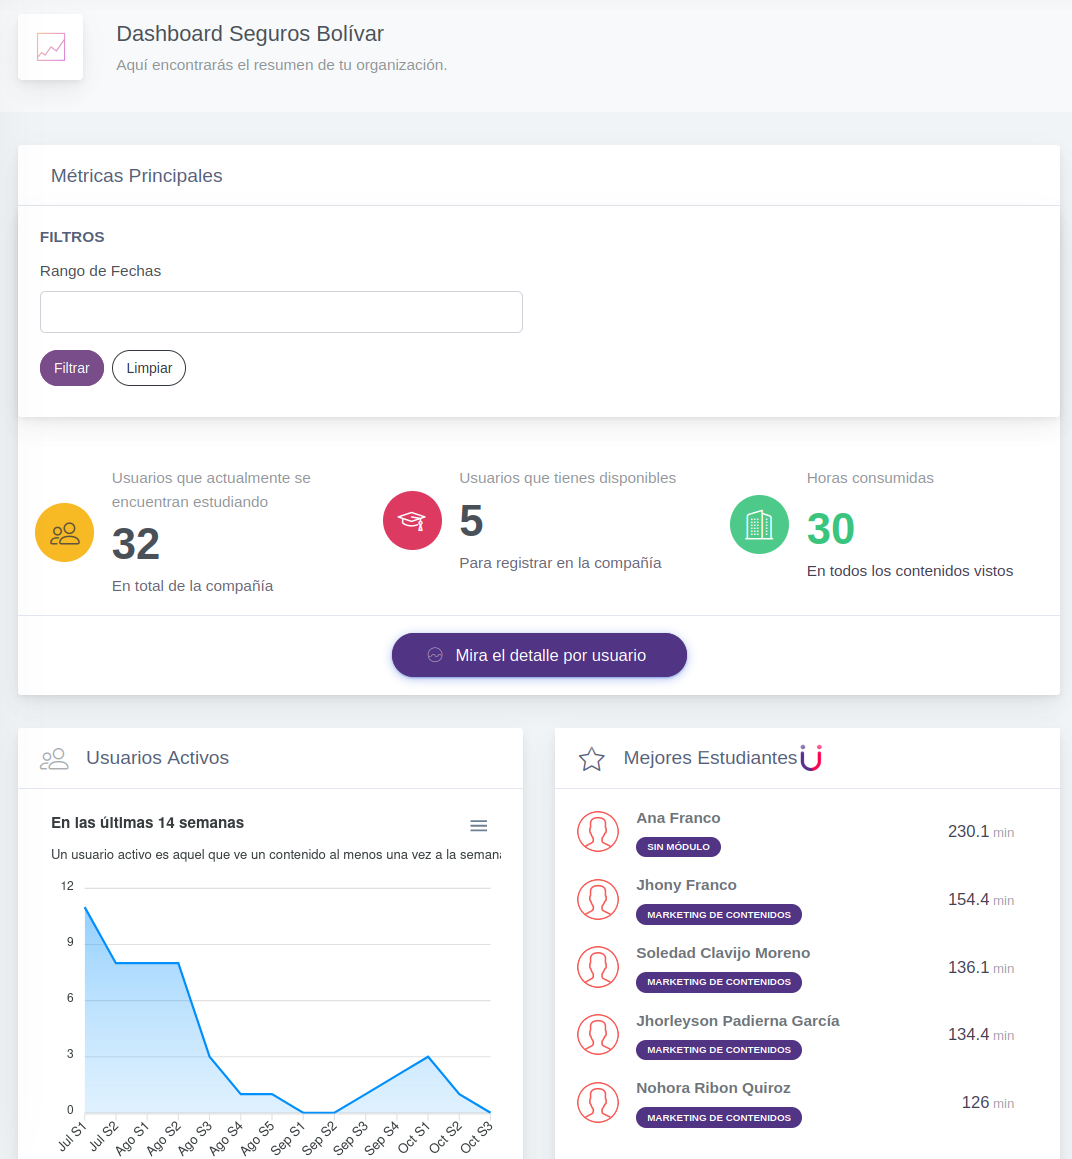 Dashboard Seguros Bolívar
Aquí encontrarás el resumen de tu organización.
Métricas Principales
FILTROS
Rango de Fechas
Filtrar
Limpiar
Usuarios que actualmente se
encuentran estudiando
32
En total de la compañía
Usuarios que tienes disponibles
5
Para registrar en la compañía
Horas consumidas
30
En todos los contenidos vistos
Mira el detalle por usuario
Usuarios Activos
En las últimas 14 semanas
Un usuario activo es aquel que ve un contenido al menos una vez a la seman
12
9
6
3
0
Jul S1
Jul S2
Ago S1
Ago S2
Ago S3
Ago S4
Ago S5
Sep S1
Sep S2
Sep S3
Sep S4
Oct S1
Oct S2
Oct S3
Mejores Estudiantes
Ana Franco
SIN MÓDULO
230.1 min
Jhony Franco
MARKETING DE CONTENIDOS
154.4 min
Soledad Clavijo Moreno
MARKETING DE CONTENIDOS
136.1 min
Jhorleyson Padierna García
MARKETING DE CONTENIDOS
134.4 min
Nohora Ribon Quiroz
MARKETING DE CONTENIDOS
126 min